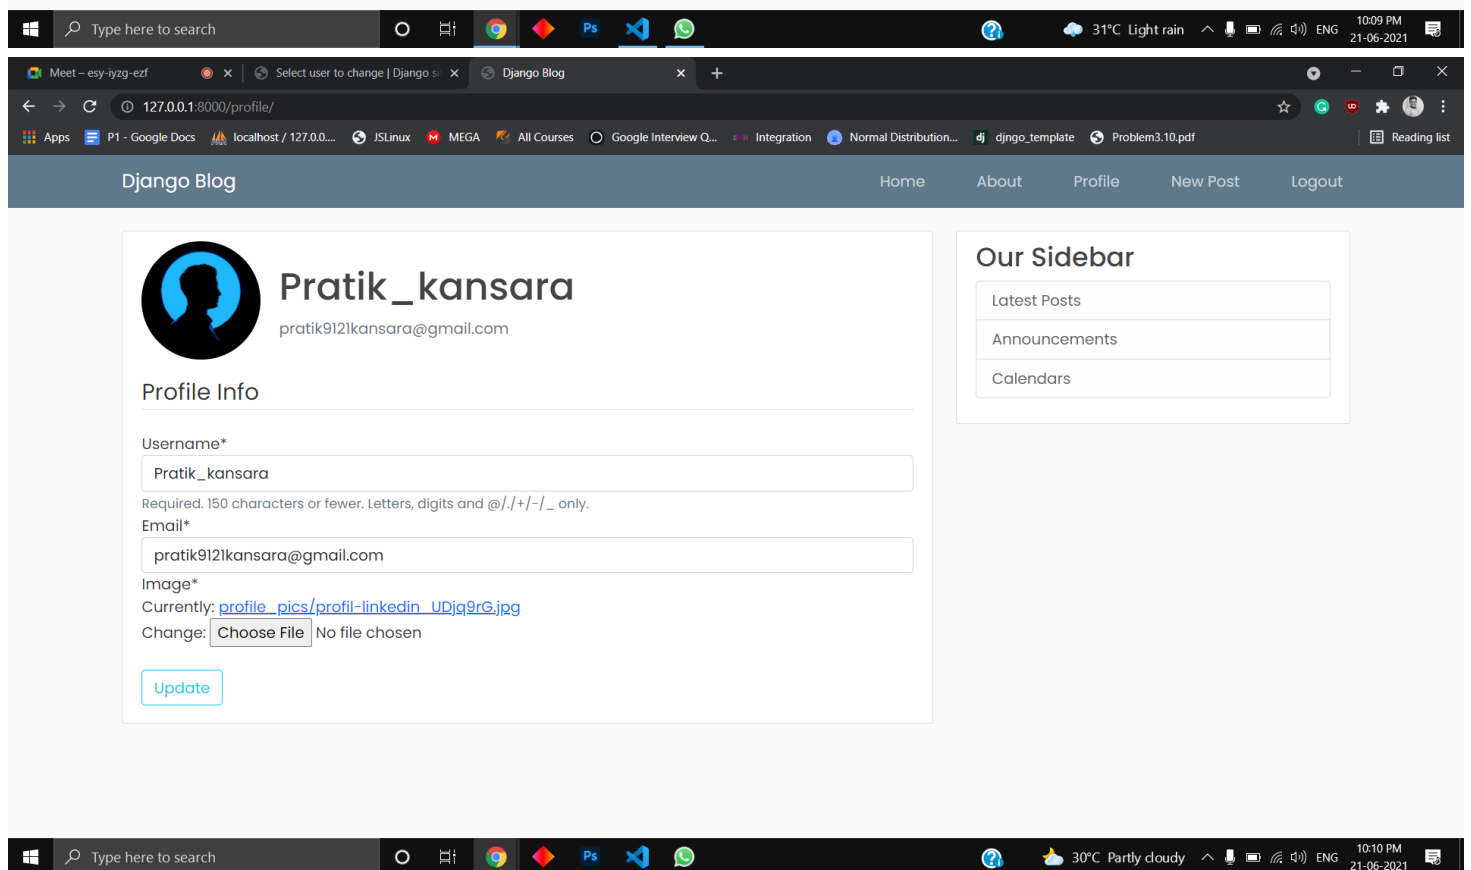 Type here to search
Ps
31°C Light rain
ENG
10:09 PM
21-06-2021
Meet – esy-iyzg-ezf
Select user to change | Django si
Django Blog
127.0.0.1:8000/profile/
Apps
P1 - Google Docs
localhost / 127.0.0....
JSLinux
MEGA
All Courses
Google Interview Q...
Integration
Normal Distribution...
dj
djngo_template
Problem3.10.pdf
Reading list
Django Blog
Home
About
Profile
New Post
Logout
Pratik_kansara
pratik9121kansara@gmail.com
Profile Info
Username*
Pratik_kansara
Required. 150 characters or fewer. Letters, digits and @/./+/-/_ only.
Email*
pratik9121kansara@gmail.com
Image*
Currently: profile_pics/profil-linkedin_UDjq9rG.jpg
Change: Choose File No file chosen
Update
Our Sidebar
Latest Posts
Announcements
Calendars
Type here to search
Ps
30°C Partly cloudy
ENG
10:10 PM
21-06-2021